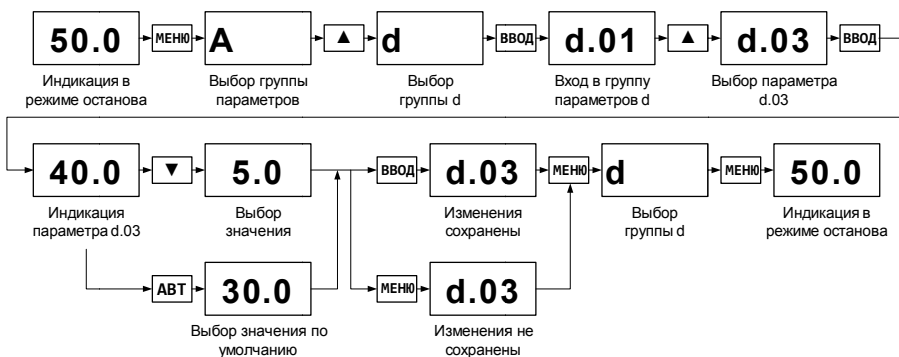 50.0 МЕНЮ А ▲ d ВВОД d.01 ▲ d.03 ВВОД
Индикация в режиме останова
Выбор группы параметров
Выбор группы d
Вход в группу параметров d
Выбор параметра d.03
40.0 ▼ 5.0 ВВОД d.03 МЕНЮ d МЕНЮ 50.0
Индикация параметра d.03
Выбор значения
Изменения сохранены
Выбор группы d
Индикация в режиме останова
АВТ 30.0 МЕНЮ d.03
Выбор значения по умолчанию
Изменения не сохранены